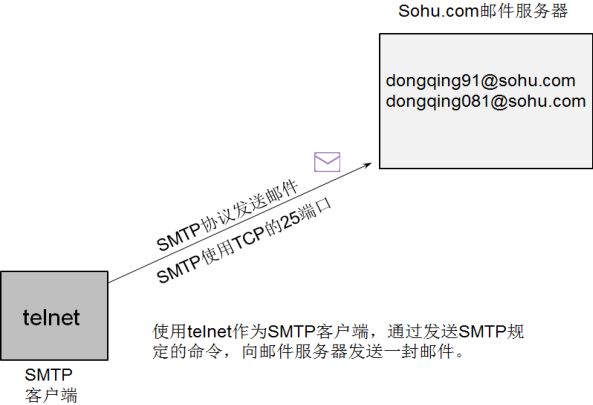 Sohu.com邮件服务器
dongqing91@sohu.com
dongqing081@sohu.com
SMTP协议发送邮件
SMTP使用TCP的25端口
telnet
使用telnet作为SMTP客户端，通过发送SMTP规
定的命令，向邮件服务器发送一封邮件。
SMTP
客户端